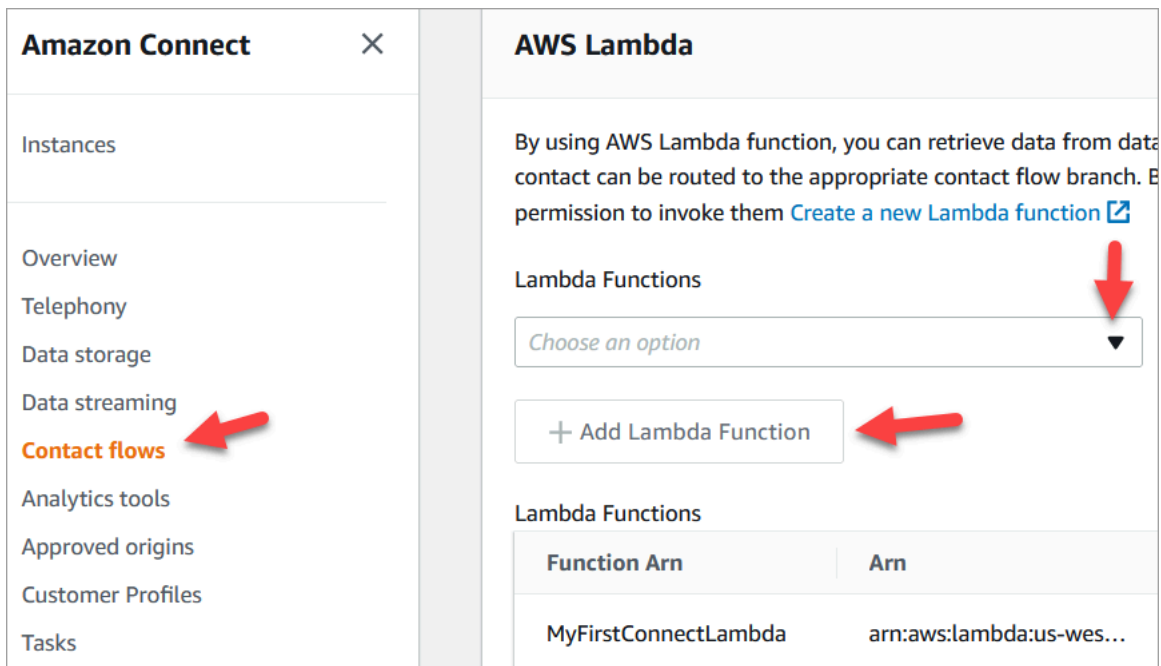 Amazon Connect
Instances
Overview
Telephony
Data storage
Data streaming
Contact flows
Analytics tools
Approved origins
Customer Profiles
Tasks
AWS Lambda
By using AWS Lambda function, you can retrieve data from data
contact can be routed to the appropriate contact flow branch. B
permission to invoke them Create a new Lambda function
Lambda Functions
Choose an option
+ Add Lambda Function
Lambda Functions
Function Arn Arn
MyFirstConnectLambda arn:aws:lambda:us-wes...